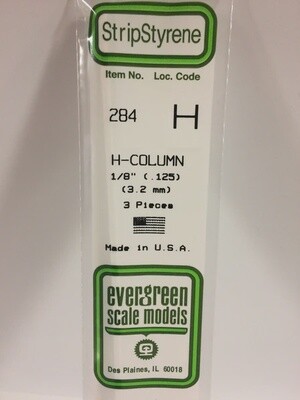 StripStyrene
Item No. Loc. Code
284 H
H-COLUMN
1/8" (.125)
(3.2 mm)
3 Pieces
Made in U.S.A.
evergreen
scale models
Des Plaines, IL 60018